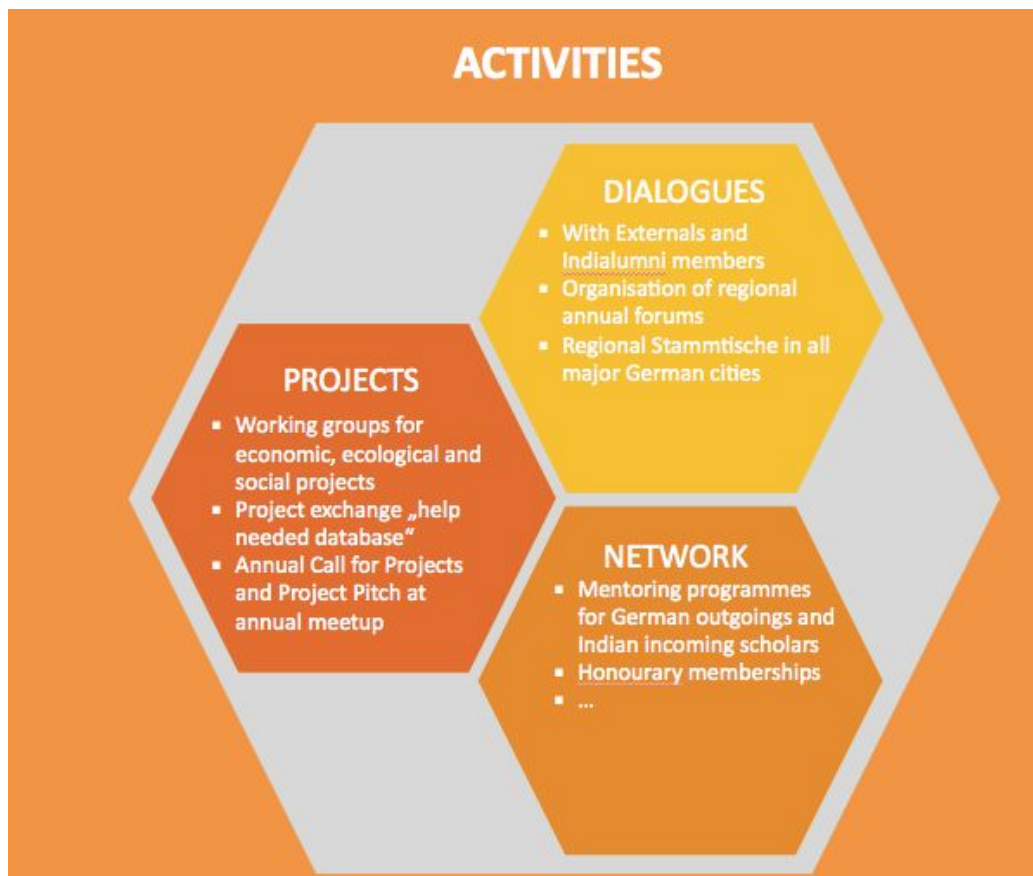 ACTIVITIES
DIALOGUES
▪ With Externals and
Indialumni members
▪ Organisation of regional
annual forums
▪ Regional Stammtische in all
major German cities
PROJECTS
▪ Working groups for
economic, ecological and
social projects
▪ Project exchange „help
needed database“
▪ Annual Call for Projects
and Project Pitch at
annual meetup
NETWORK
▪ Mentoring programmes
for German outgoings and
Indian incoming scholars
▪ Honourary memberships
▪ ...